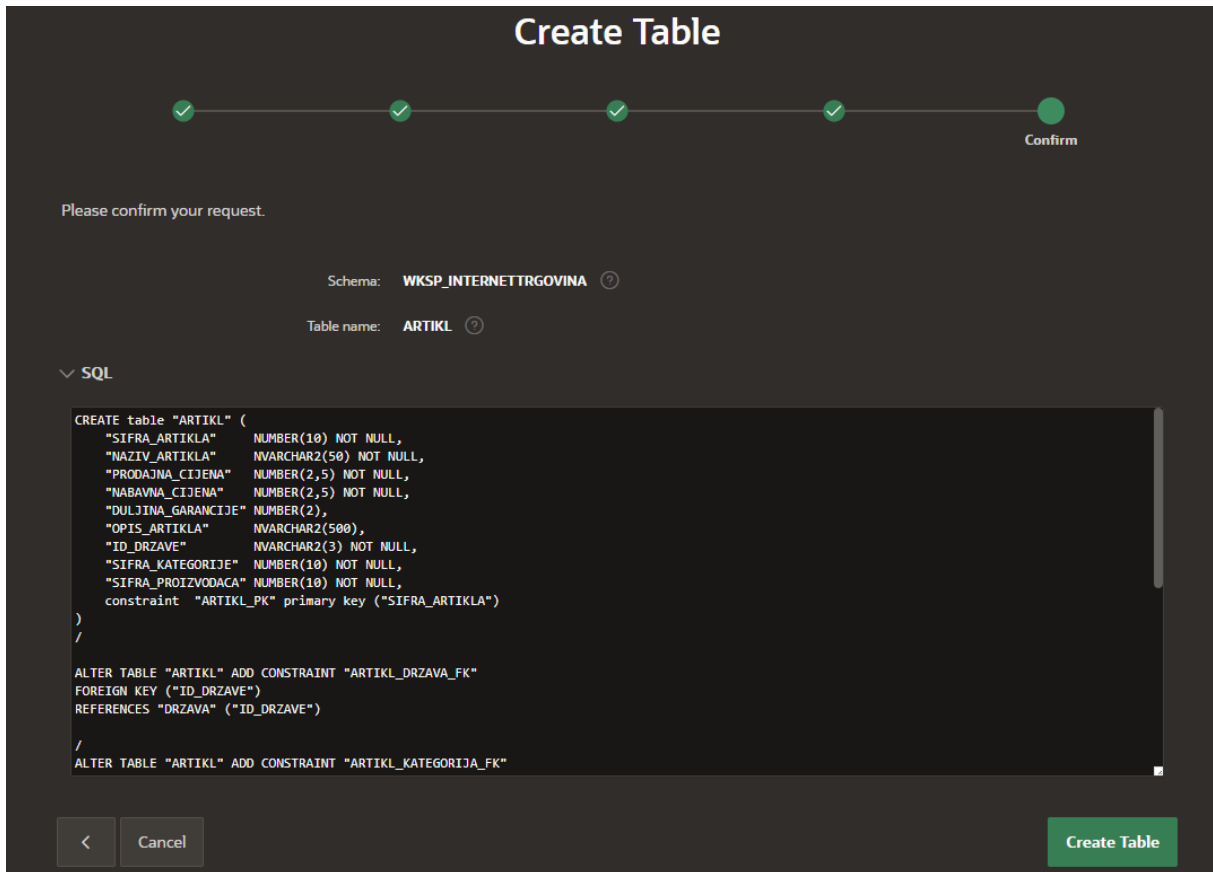 Create Table
Confirm
Please confirm your request.
Schema: WKSP_INTERNETTRGOVINA ?
Table name: ARTIKL ?
SQL
CREATE table "ARTIKL" (
    "SIFRA_ARTIKLA"     NUMBER(10) NOT NULL,
    "NAZIV_ARTIKLA"     NVARCHAR2(50) NOT NULL,
    "PRODAJNA_CIJENA"   NUMBER(2,5) NOT NULL,
    "NABAVNA_CIJENA"    NUMBER(2,5) NOT NULL,
    "DULJINA_GARANCIJE" NUMBER(2),
    "OPIS_ARTIKLA"      NVARCHAR2(500),
    "ID_DRZAVE"         NVARCHAR2(3) NOT NULL,
    "SIFRA_KATEGORIJE"  NUMBER(10) NOT NULL,
    "SIFRA_PROIZVODACA" NUMBER(10) NOT NULL,
    constraint  "ARTIKL_PK" primary key ("SIFRA_ARTIKLA")
)
/
ALTER TABLE "ARTIKL" ADD CONSTRAINT "ARTIKL_DRZAVA_FK"
FOREIGN KEY ("ID_DRZAVE")
REFERENCES "DRZAVA" ("ID_DRZAVE")
/
ALTER TABLE "ARTIKL" ADD CONSTRAINT "ARTIKL_KATEGORIJA_FK"
< Cancel Create Table